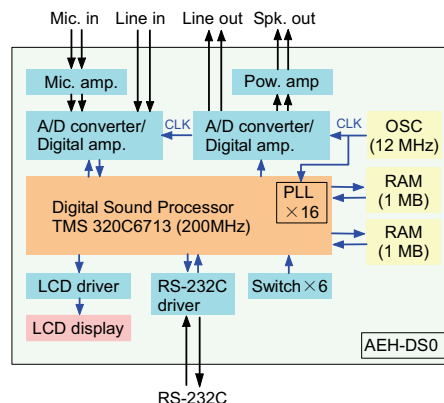 Mic. in
Line in
Line out
Spk. out
Mic. amp.
Pow. amp
A/D converter/
Digital amp.
CLK
A/D converter/
Digital amp.
CLK
OSC
(12 MHz)
PLL
×16
RAM
(1 MB)
Digital Sound Processor
TMS 320C6713 (200MHz)
RAM
(1 MB)
LCD driver
RS-232C
driver
Switch×6
LCD display
AEH-DS0
RS-232C